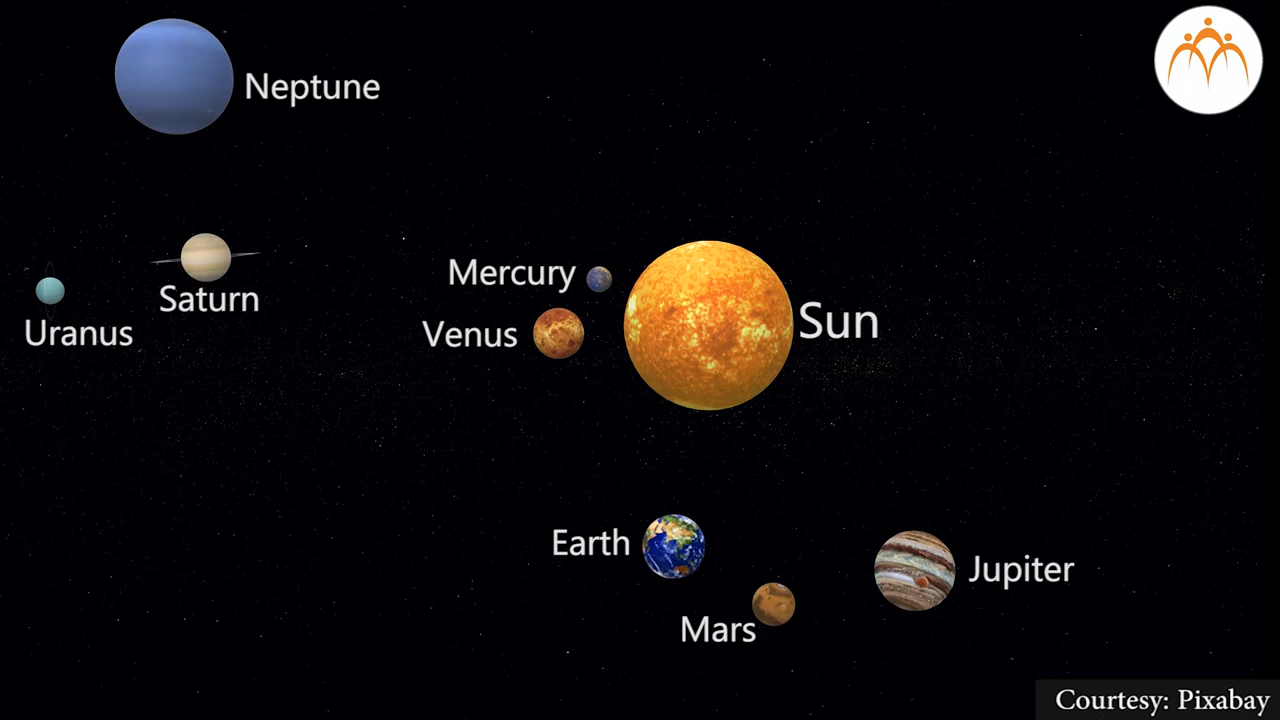 Neptune
Mercury
Saturn
Sun
Uranus
Venus
Earth
Jupiter
Mars
Courtesy: Pixabay